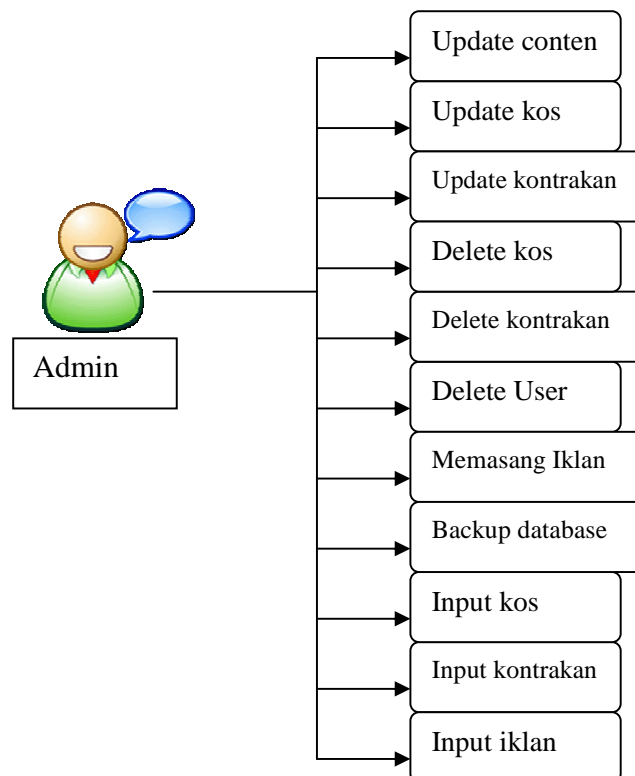 Update conten
Update kos
Update kontrakan
Delete kos
Delete kontrakan
Admin
Delete User
Memasang Iklan
Backup database
Input kos
Input kontrakan
Input iklan